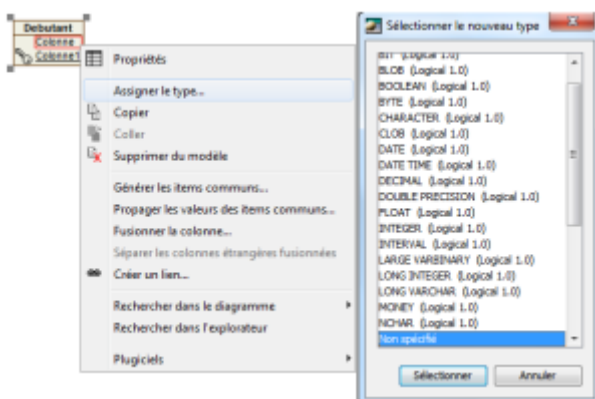 Debutant
Colonne
Colonne1
Propriétés
Assigner le type...
Copier
Coller
Supprimer du modèle
Générer les items communs...
Propager les valeurs des items communs...
Fusionner la colonne...
Séparer les colonnes étrangères fusionnées
Créer un lien...
Rechercher dans le diagramme
Rechercher dans l'explorateur
Plugiciels
Sélectionner le nouveau type
BIT (Logical 1.0)
BLOB (Logical 1.0)
BOOLEAN (Logical 1.0)
BYTE (Logical 1.0)
CHARACTER (Logical 1.0)
CLOB (Logical 1.0)
DATE (Logical 1.0)
DATE TIME (Logical 1.0)
DECIMAL (Logical 1.0)
DOUBLE PRECISION (Logical 1.0)
FLOAT (Logical 1.0)
INTEGER (Logical 1.0)
INTERVAL (Logical 1.0)
LARGE VARBINARY (Logical 1.0)
LONG INTEGER (Logical 1.0)
LONG VARCHAR (Logical 1.0)
MONEY (Logical 1.0)
NCHAR (Logical 1.0)
Non spécifié
Sélectionner
Annuler